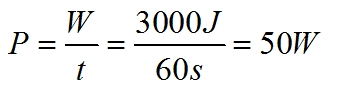 P = W/t = 3000J/60s = 50W